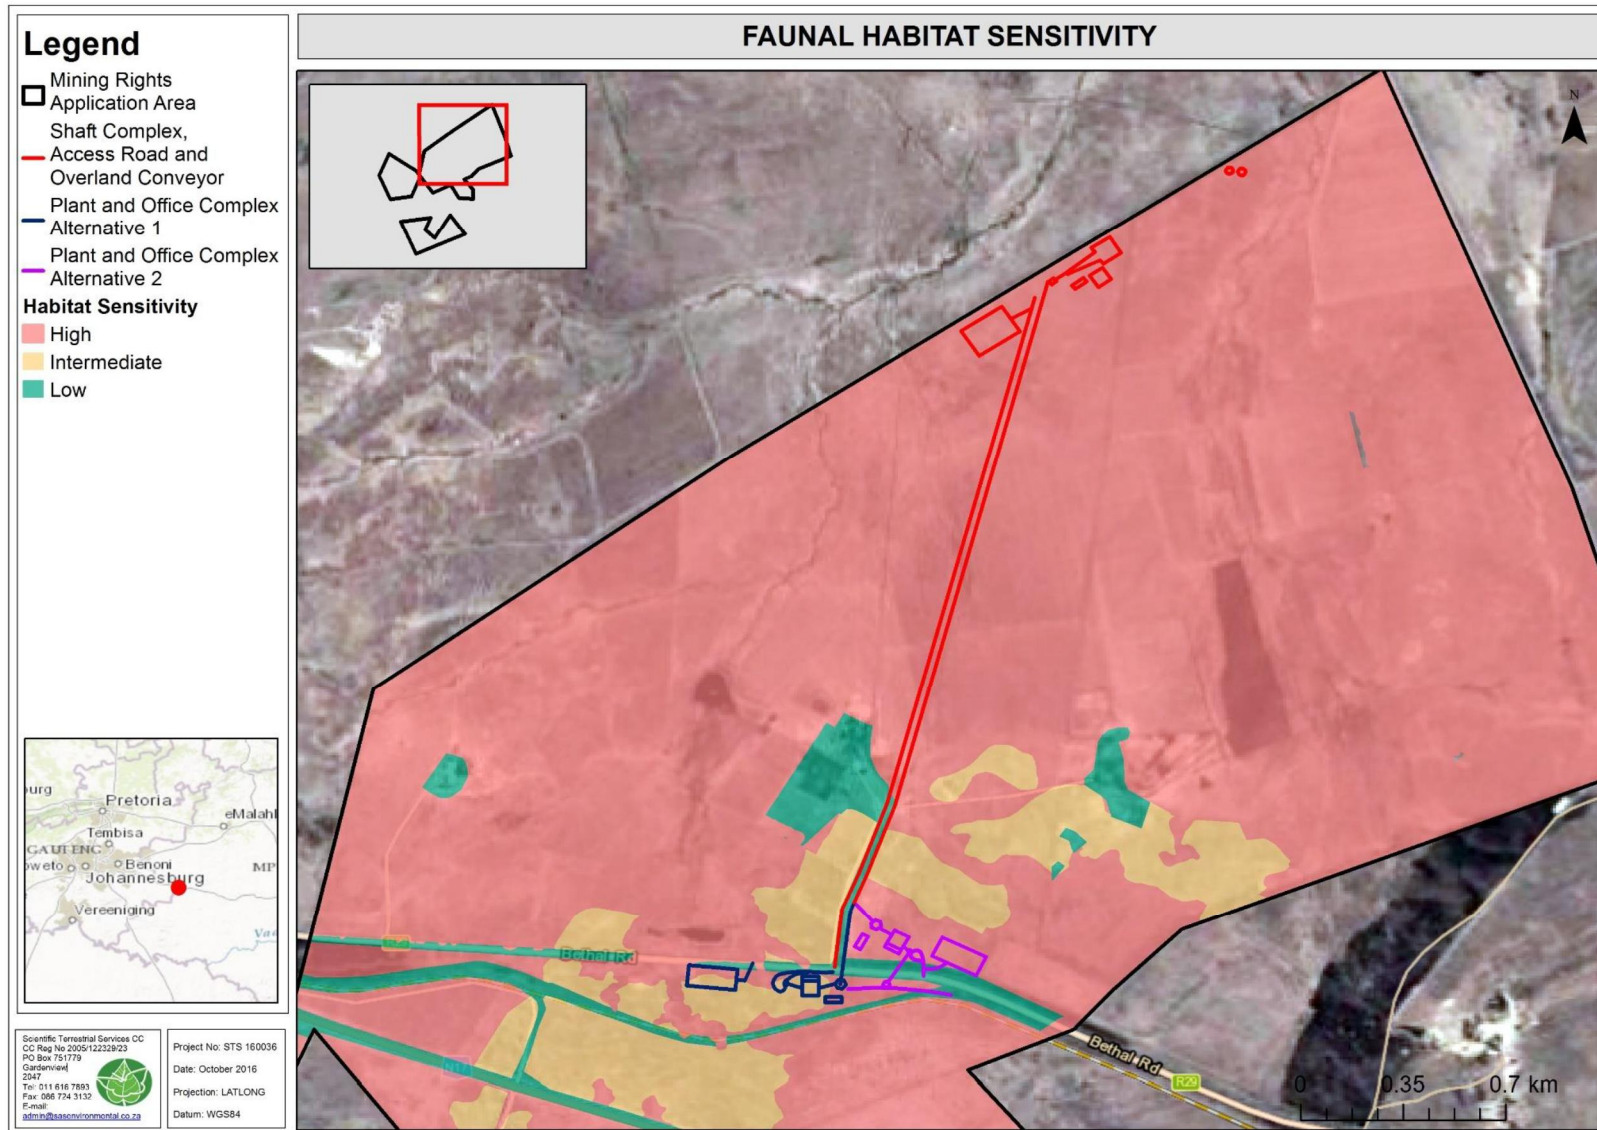 FAUNAL HABITAT SENSITIVITY
Legend
Mining Rights
Application Area
Shaft Complex,
Access Road and
Overland Conveyor
Plant and Office Complex
Alternative 1
Plant and Office Complex
Alternative 2
Habitat Sensitivity
High
Intermediate
Low
N
Bethal Rd
Bethal Rd
R29
0 0.35 0.7 km
Pretoria
eMalahl
Tembisa
GAUTENG
Benoni
MP
Johannesburg
Vereeniging
Scientific Terrestrial Services CC
CC Reg No 2005/122329/23
PO Box 751779
Gardenview
2047
Tel: 011 616 7893
Fax: 086 724 3132
E-mail:
admin@sasenvironmental.co.za
Project No: STS 160036
Date: October 2016
Projection: LATLONG
Datum: WGS84